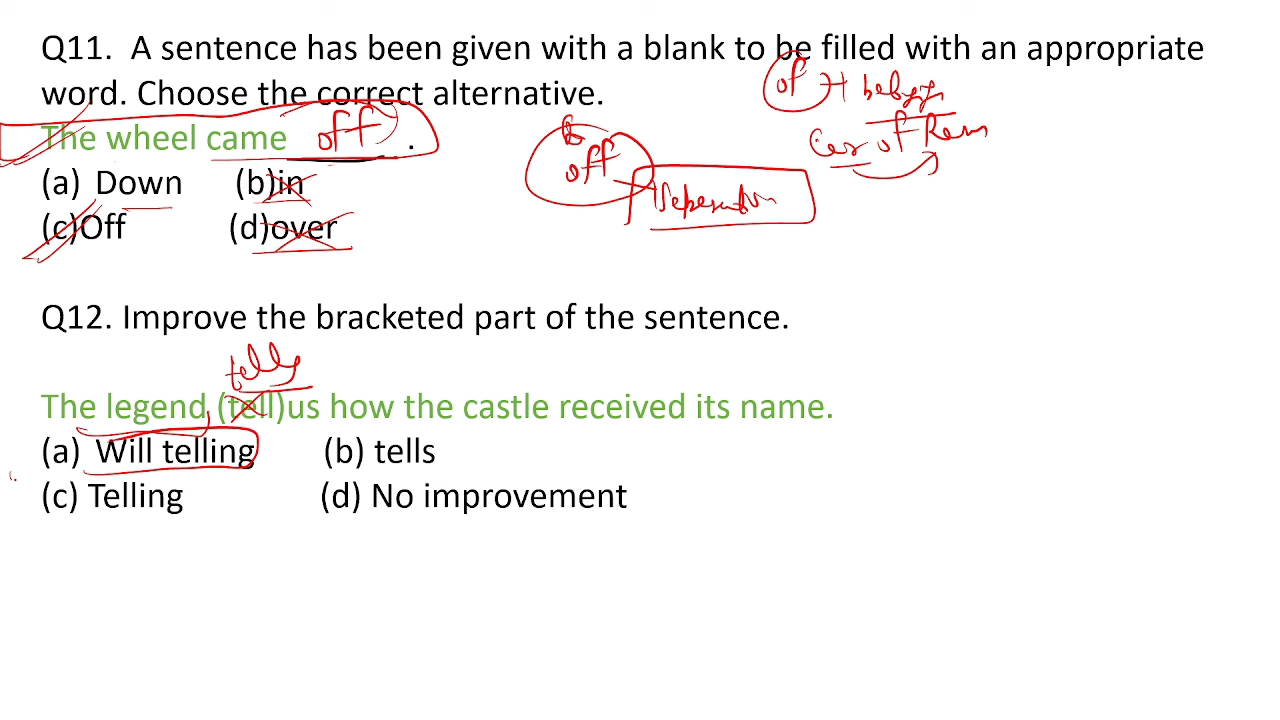 Q11. A sentence has been given with a blank to be filled with an appropriate
word. Choose the correct alternative.
The wheel came off .
(a) Down (b)in
(c)Off (d)over
of
of
off
Q12. Improve the bracketed part of the sentence.
tells
The legend, (tell)us how the castle received its name.
(a) Will telling (b) tells
(c) Telling (d) No improvement